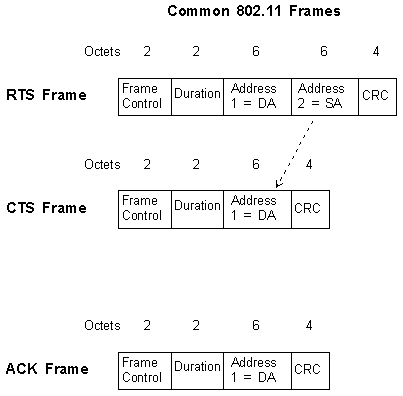 Common 802.11 Frames
Octets 2 2 6 6 4
RTS Frame Frame Control Duration Address 1 = DA Address 2 = SA CRC
Octets 2 2 6 4
CTS Frame Frame Control Duration Address 1 = DA CRC
Octets 2 2 6 4
ACK Frame Frame Control Duration Address 1 = DA CRC